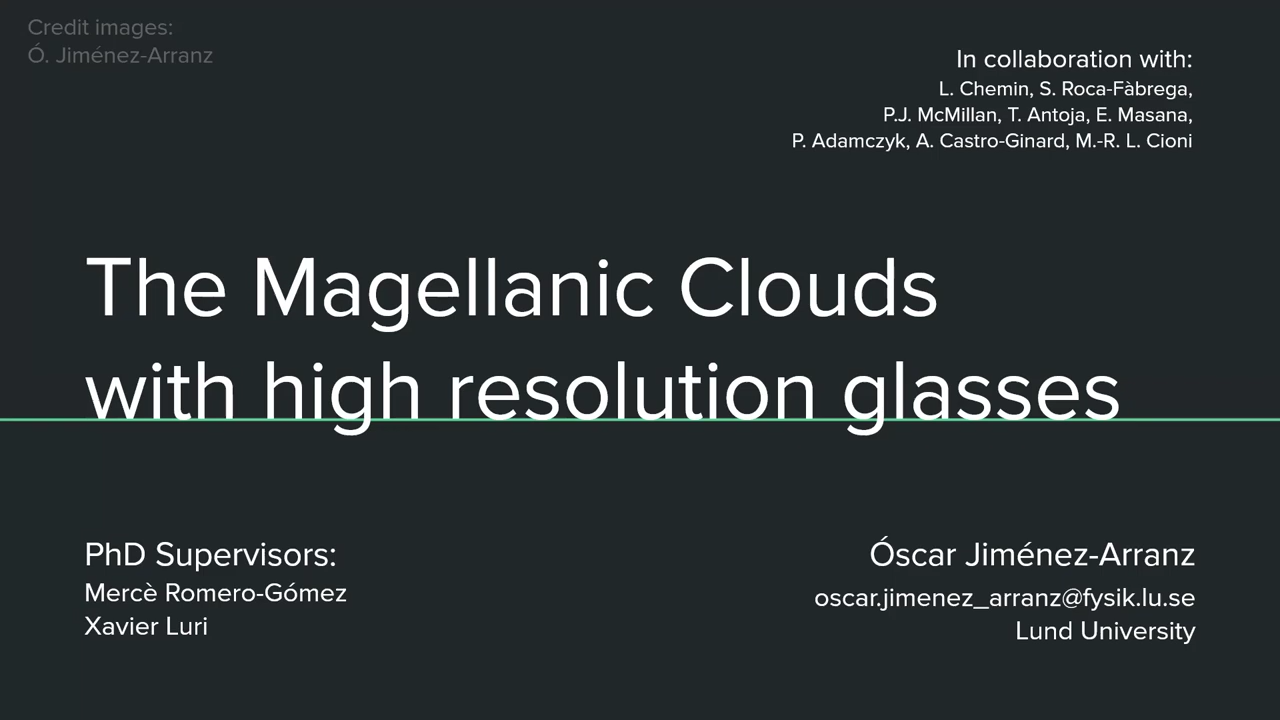 Credit images:
Ó. Jiménez-Arranz
In collaboration with:
L. Chemin, S. Roca-Fàbrega,
P.J. McMillan, T. Antoja, E. Masana,
P. Adamczyk, A. Castro-Ginard, M.-R. L. Cioni
The Magellanic Clouds
with high resolution glasses
PhD Supervisors:
Mercè Romero-Gómez
Xavier Luri
Óscar Jiménez-Arranz
oscar.jimenez_arranz@fysik.lu.se
Lund University